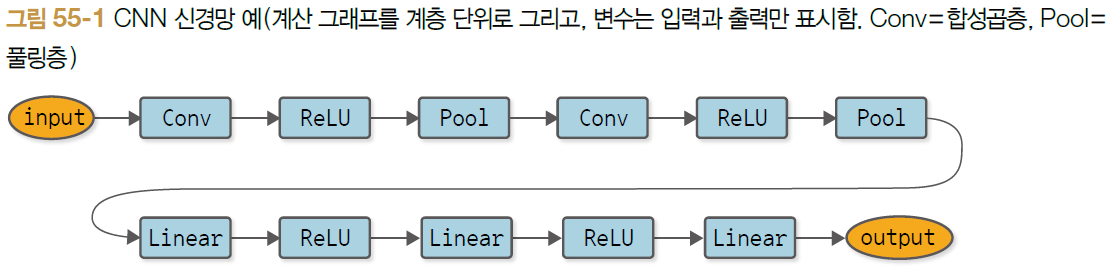 그림 55-1 CNN 신경망 예(계산 그래프를 계층 단위로 그리고, 변수는 입력과 출력만 표시함. Conv=합성곱층, Pool=
풀링층)
input Conv ReLU Pool Conv ReLU Pool
Linear ReLU Linear ReLU Linear output